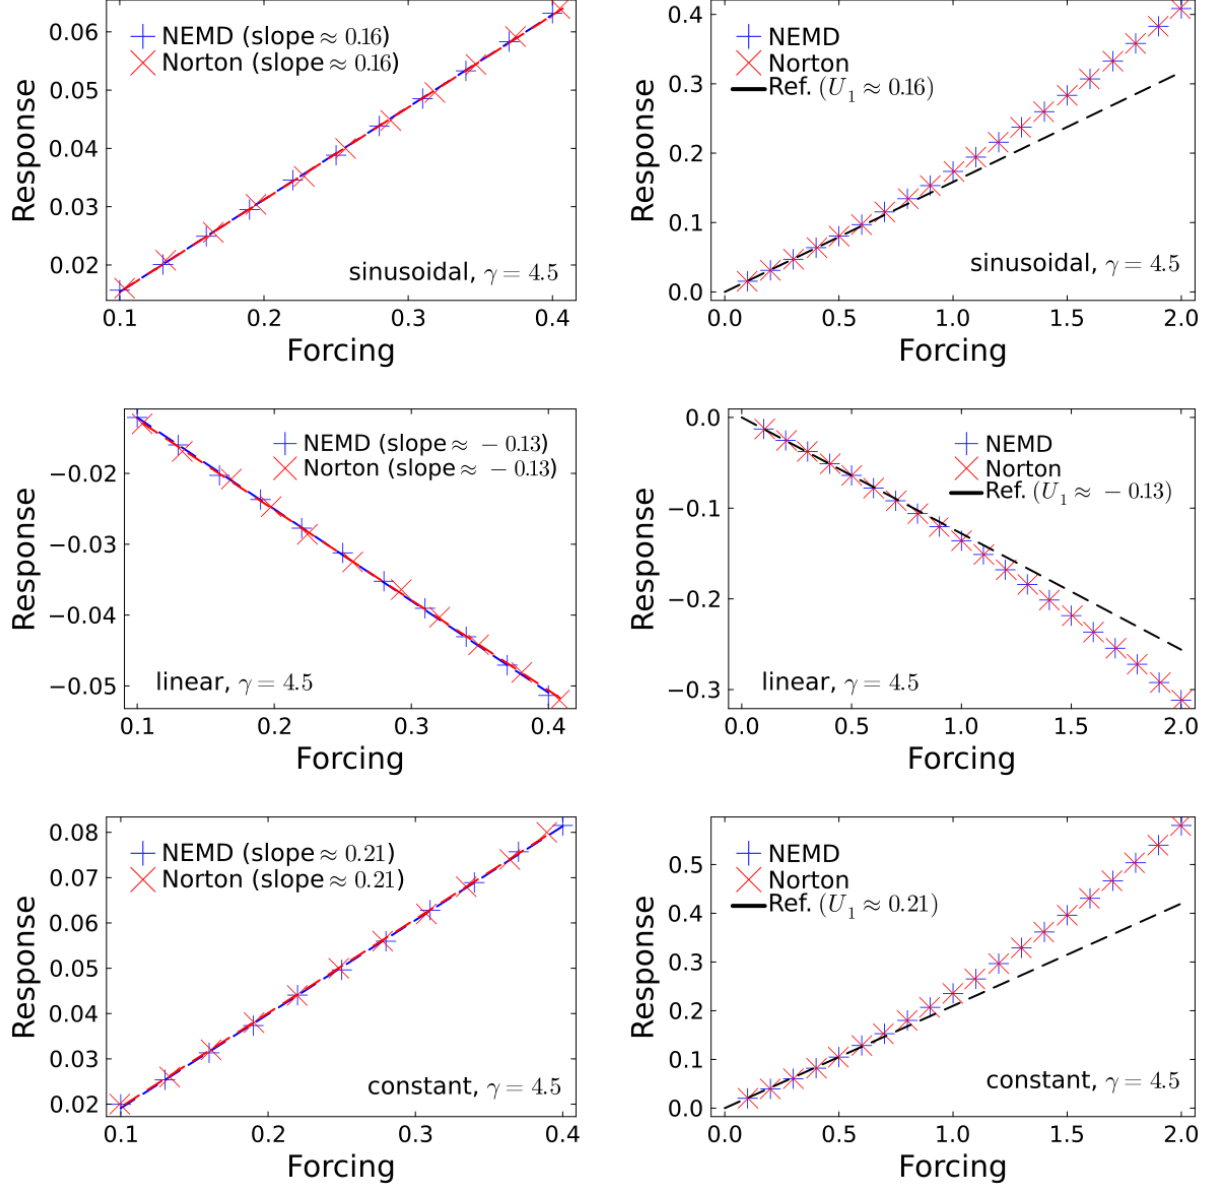 0.06
0.05
0.04
0.03
0.02
Response
NEMD (slope ≈ 0.16)
Norton (slope ≈ 0.16)
sinusoidal, γ = 4.5
0.1 0.2 0.3 0.4
Forcing
0.4
0.3
0.2
0.1
0.0
Response
NEMD
Norton
Ref. (U₁ ≈ 0.16)
sinusoidal, γ = 4.5
0.0 0.5 1.0 1.5 2.0
Forcing
−0.02
−0.03
−0.04
−0.05
Response
NEMD (slope ≈ − 0.13)
Norton (slope ≈ − 0.13)
linear, γ = 4.5
0.1 0.2 0.3 0.4
Forcing
0.0
−0.1
−0.2
−0.3
Response
NEMD
Norton
Ref. (U₁ ≈ − 0.13)
linear, γ = 4.5
0.0 0.5 1.0 1.5 2.0
Forcing
0.08
0.07
0.06
0.05
0.04
0.03
0.02
Response
NEMD (slope ≈ 0.21)
Norton (slope ≈ 0.21)
constant, γ = 4.5
0.1 0.2 0.3 0.4
Forcing
0.5
0.4
0.3
0.2
0.1
0.0
Response
NEMD
Norton
Ref. (U₁ ≈ 0.21)
constant, γ = 4.5
0.0 0.5 1.0 1.5 2.0
Forcing